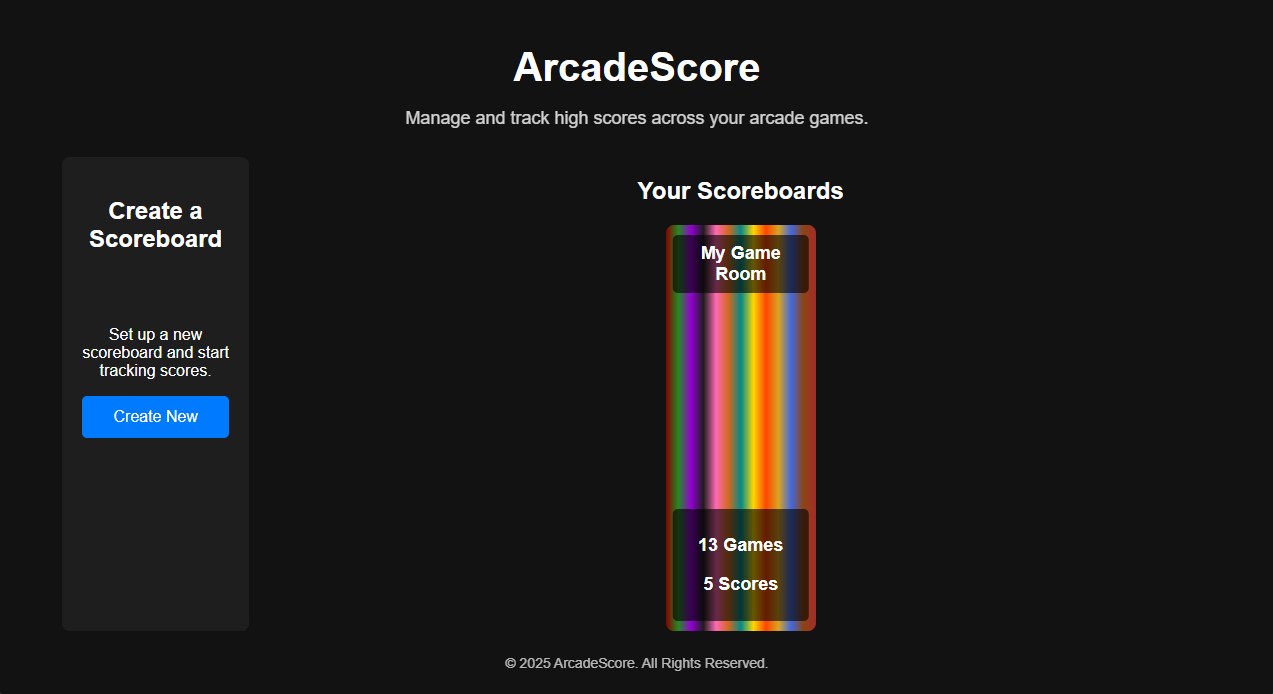 ArcadeScore
Manage and track high scores across your arcade games.
Create a
Scoreboard
Set up a new
scoreboard and start
tracking scores.
Create New
Your Scoreboards
My Game
Room
13 Games
5 Scores
© 2025 ArcadeScore. All Rights Reserved.